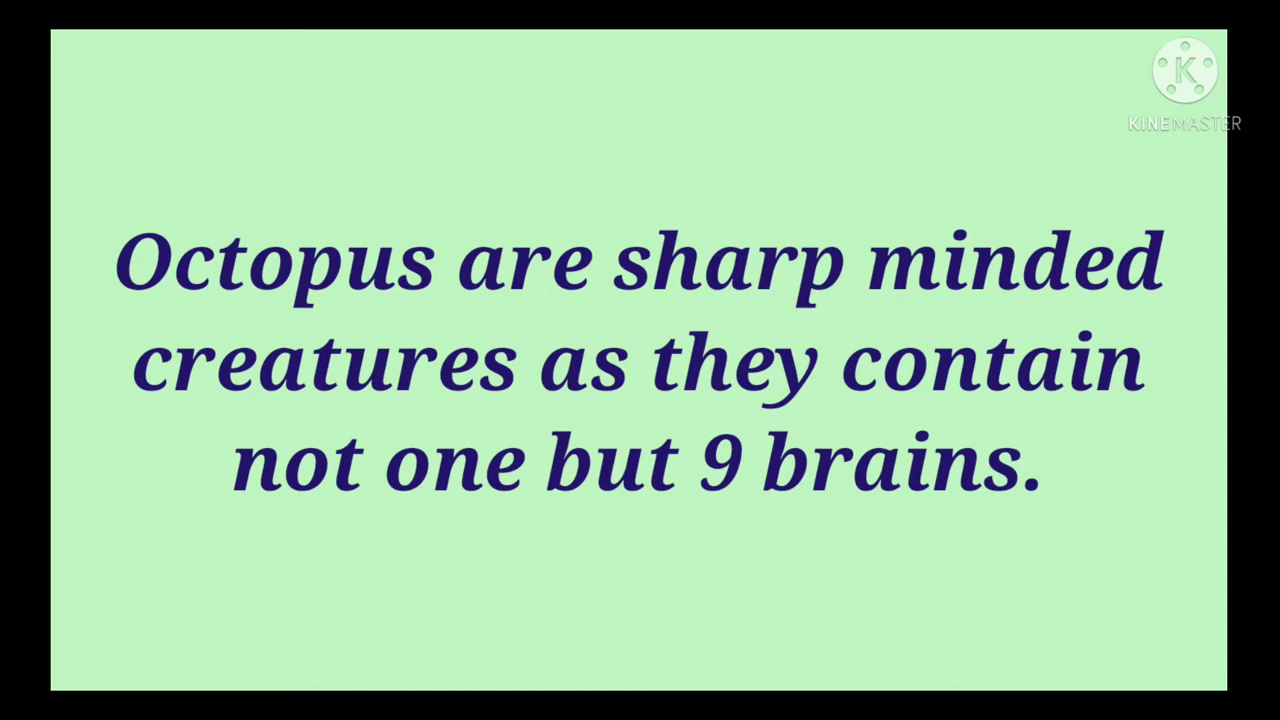 K
KINEMASTER
Octopus are sharp minded
creatures as they contain
not one but 9 brains.